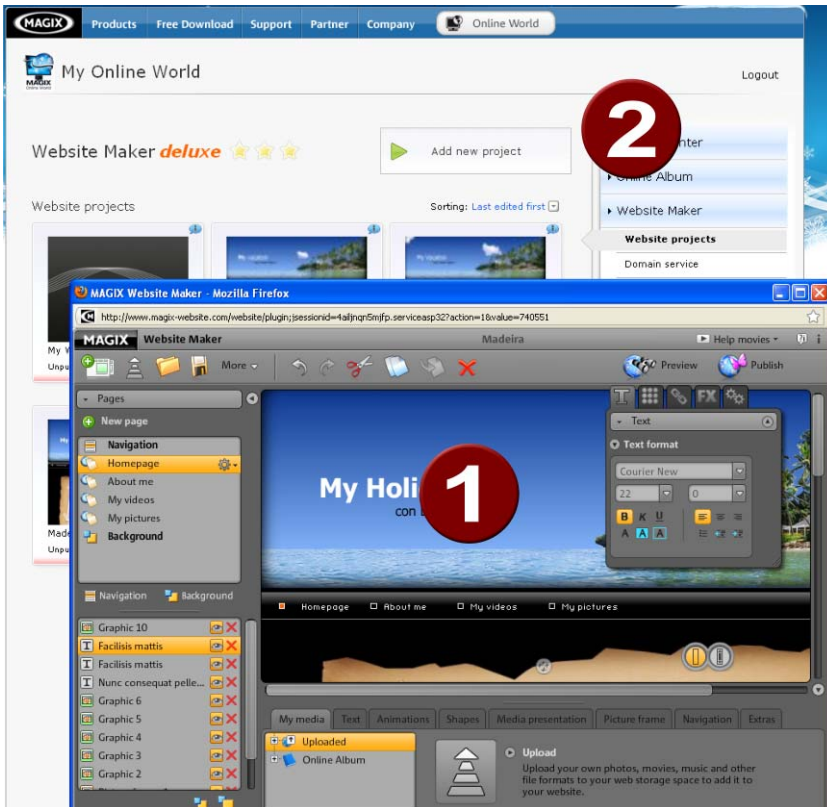 MAGIX Products Free Download Support Partner Company Online World
My Online World
MAGIX
Logout
2
Website Maker deluxe
Add new project
Online Album
Website projects
Sorting: Last edited first
Website Maker
Website projects
Domain service
MAGIX Website Maker - Mozilla Firefox
http://www.magix-website.com/website/plugin;jsessionid=4ailjnqn5mjfp.serviceasp32?action=1&value=740551
MAGIX Website Maker Madeira Help movies
More Preview Publish
Pages
New page
Navigation
Homepage
About me
My videos
My pictures
Background
Navigation Background
Graphic 10
Facilisis mattis
Facilisis mattis
Nunc consequat pelle...
Graphic 6
Graphic 5
Graphic 4
Graphic 3
Graphic 2
My Holi
con
1
T FX
Text
Text format
Courier New
22 0
B K U
A A A
Homepage About me My videos My pictures
My media Text Animations Shapes Media presentation Picture frame Navigation Extras
Uploaded
Online Album
Upload
Upload your own photos, movies, music and other
file formats to your web storage space to add it to
your website.